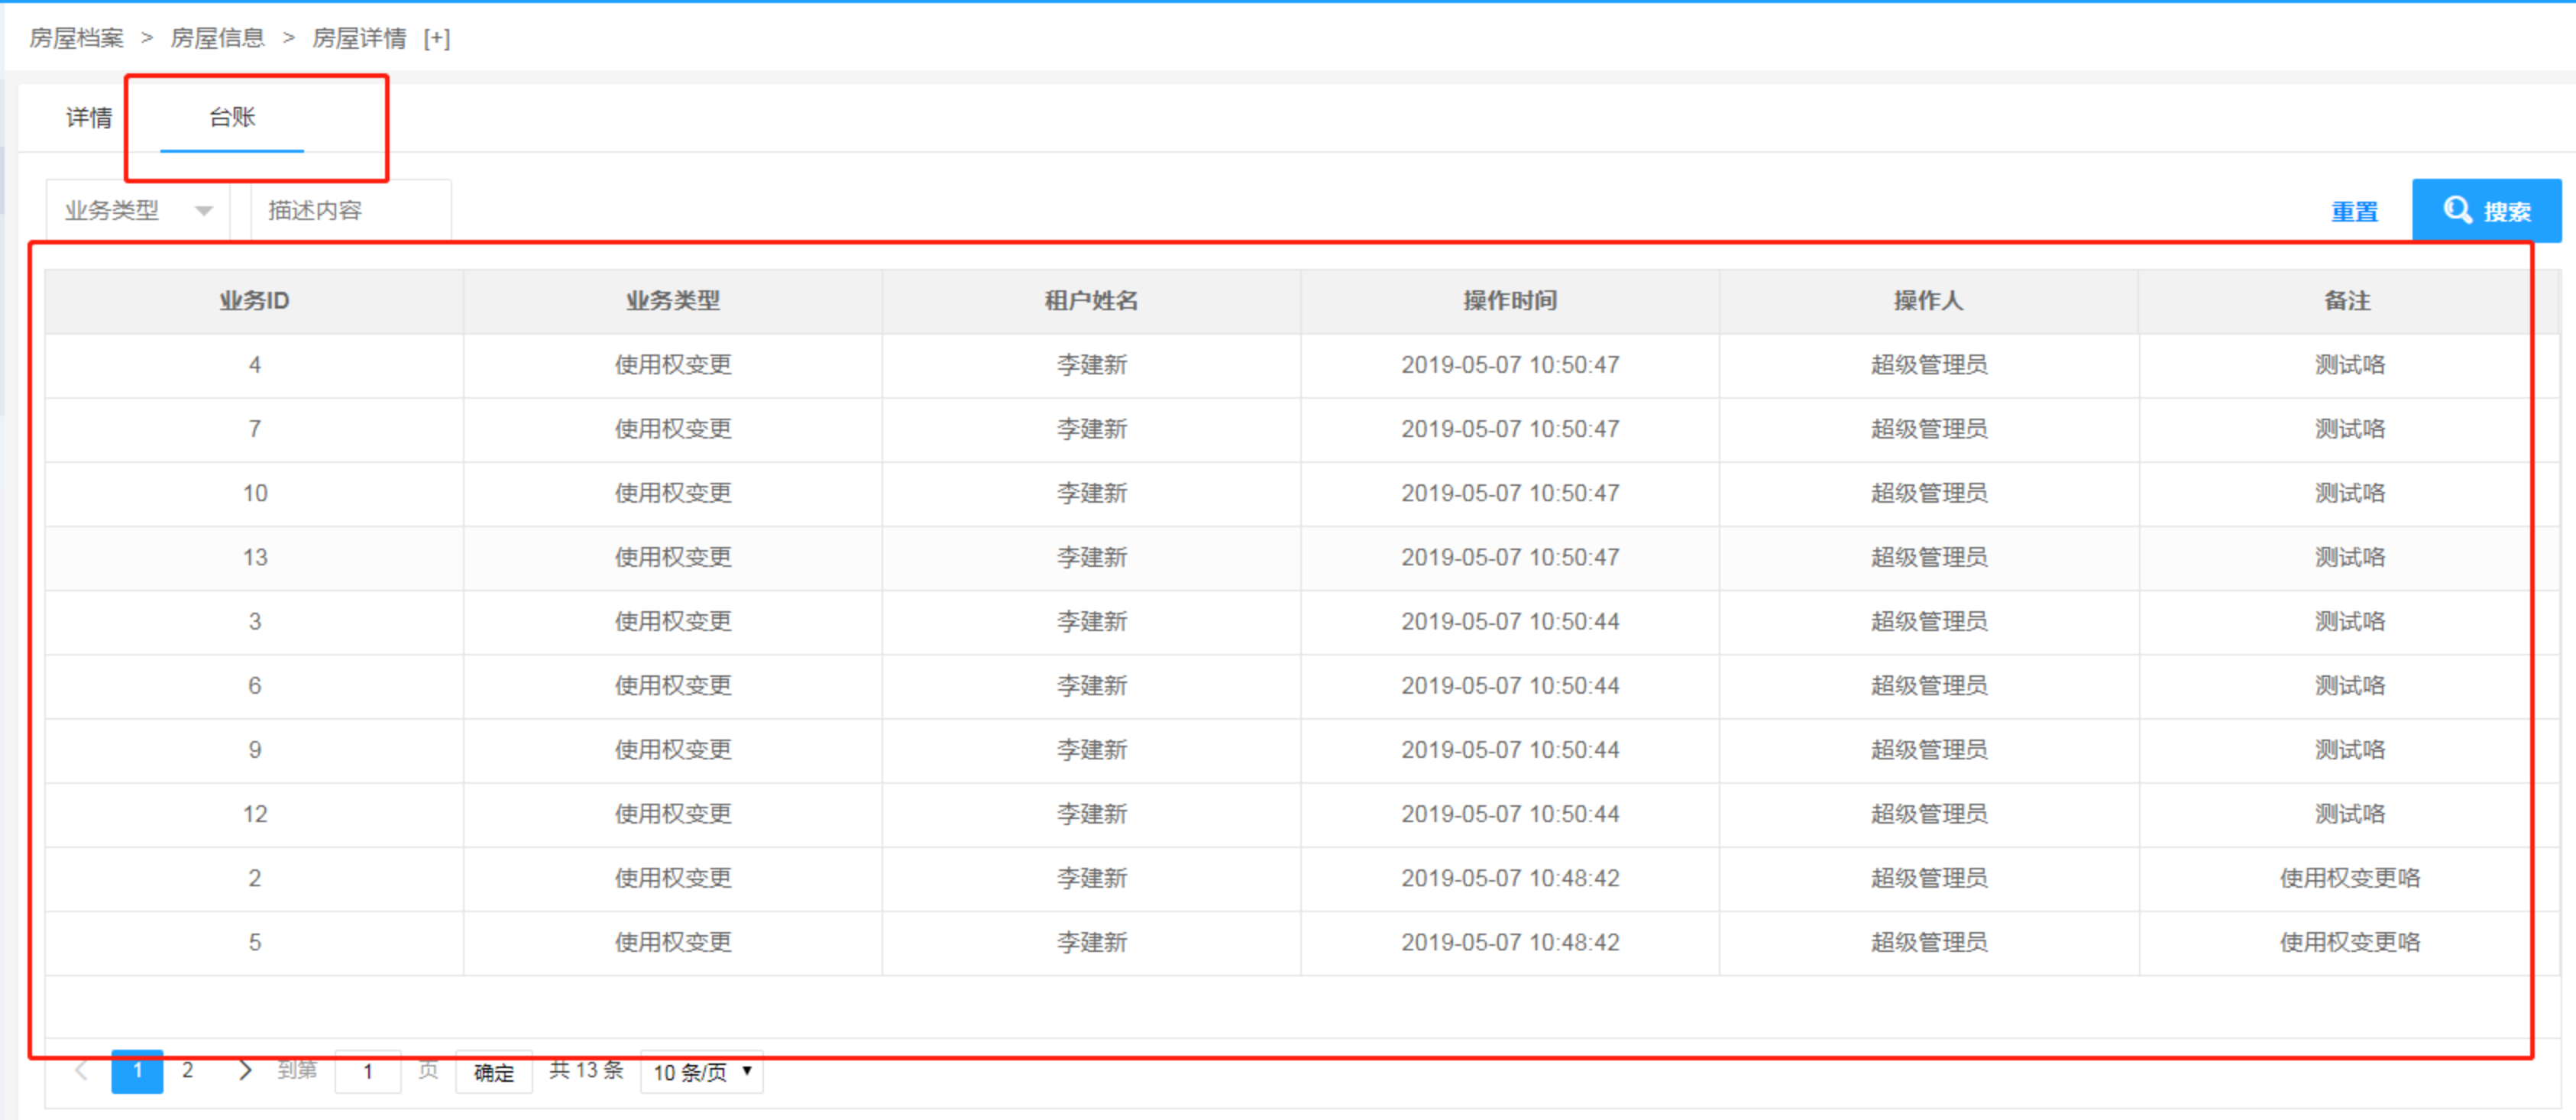 房屋档案 > 房屋信息 > 房屋详情 [+]
详情 台账
业务类型 描述内容 重置 搜索
业务ID 业务类型 租户姓名 操作时间 操作人 备注
4 使用权变更 李建新 2019-05-07 10:50:47 超级管理员 测试咯
7 使用权变更 李建新 2019-05-07 10:50:47 超级管理员 测试咯
10 使用权变更 李建新 2019-05-07 10:50:47 超级管理员 测试咯
13 使用权变更 李建新 2019-05-07 10:50:47 超级管理员 测试咯
3 使用权变更 李建新 2019-05-07 10:50:44 超级管理员 测试咯
6 使用权变更 李建新 2019-05-07 10:50:44 超级管理员 测试咯
9 使用权变更 李建新 2019-05-07 10:50:44 超级管理员 测试咯
12 使用权变更 李建新 2019-05-07 10:50:44 超级管理员 测试咯
2 使用权变更 李建新 2019-05-07 10:48:42 超级管理员 使用权变更咯
5 使用权变更 李建新 2019-05-07 10:48:42 超级管理员 使用权变更咯
1 2 到第 1 页 确定 共 13 条 10 条/页